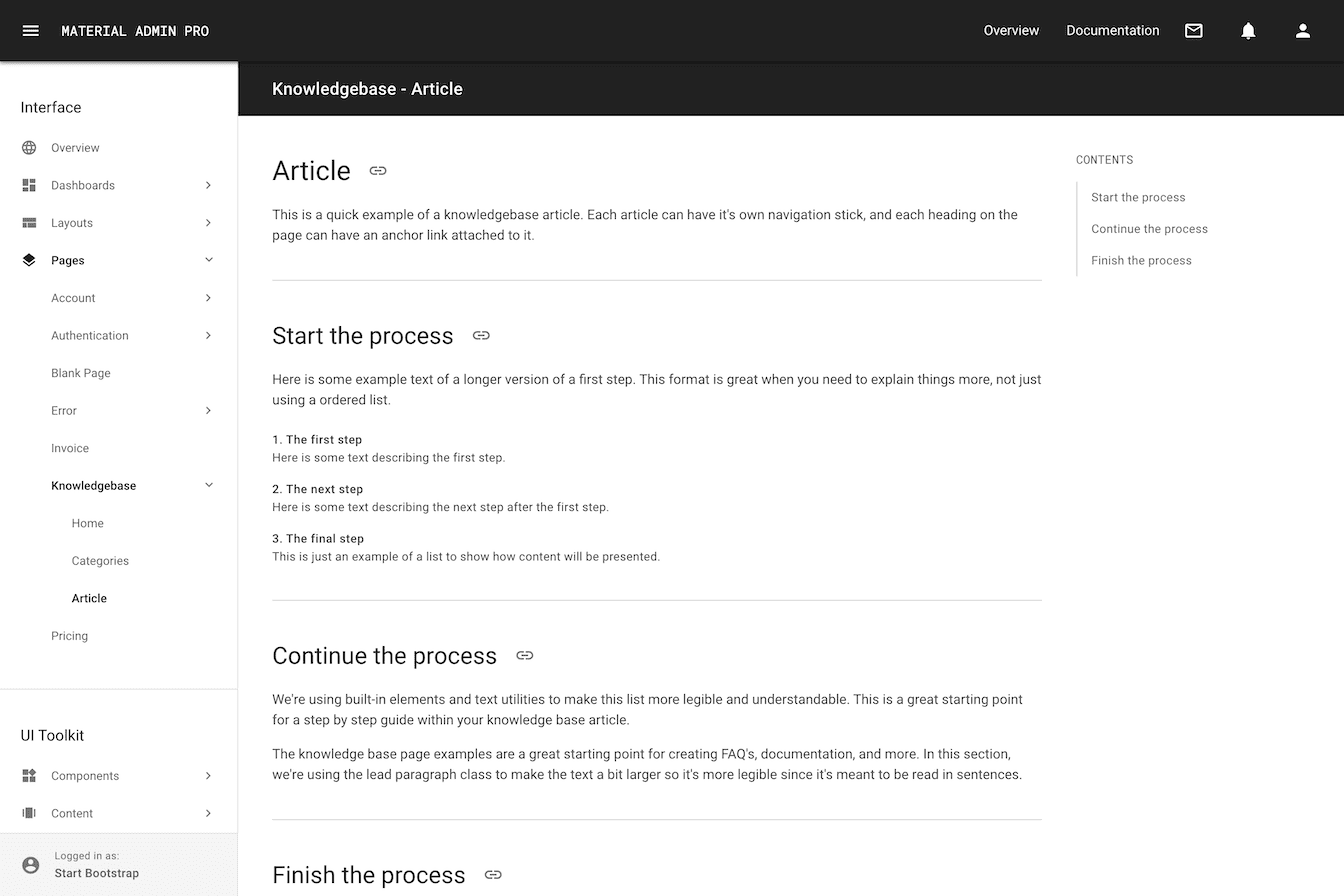 MATERIAL ADMIN PRO
Overview
Documentation
Interface
Overview
Dashboards
Layouts
Pages
Account
Authentication
Blank Page
Error
Invoice
Knowledgebase
Home
Categories
Article
Pricing
UI Toolkit
Components
Content
Logged in as:
Start Bootstrap
Knowledgebase - Article
Article
This is a quick example of a knowledgebase article. Each article can have it's own navigation stick, and each heading on the
page can have an anchor link attached to it.
Start the process
Here is some example text of a longer version of a first step. This format is great when you need to explain things more, not just
using a ordered list.
1. The first step
Here is some text describing the first step.
2. The next step
Here is some text describing the next step after the first step.
3. The final step
This is just an example of a list to show how content will be presented.
Continue the process
We're using built-in elements and text utilities to make this list more legible and understandable. This is a great starting point
for a step by step guide within your knowledge base article.
The knowledge base page examples are a great starting point for creating FAQ's, documentation, and more. In this section,
we're using the lead paragraph class to make the text a bit larger so it's more legible since it's meant to be read in sentences.
Finish the process
CONTENTS
Start the process
Continue the process
Finish the process